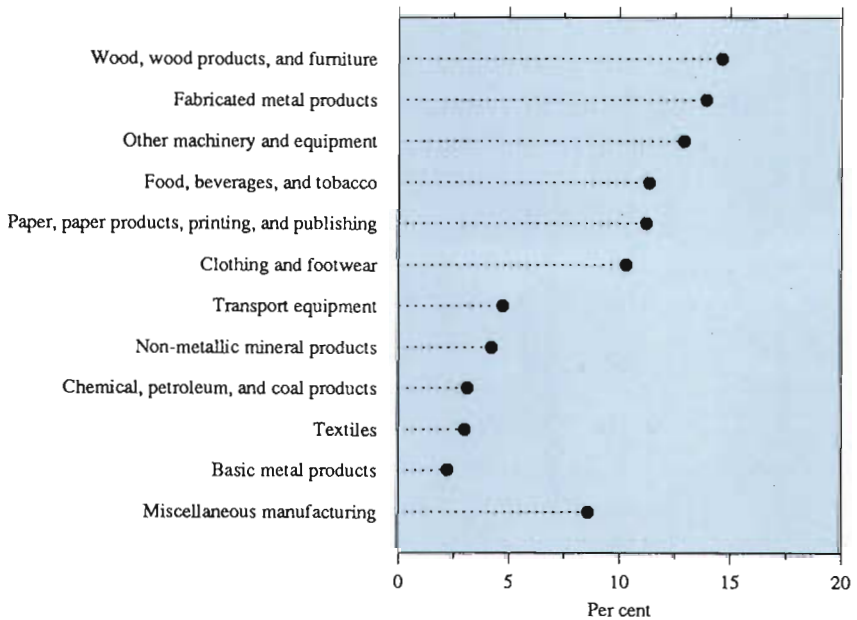 Wood, wood products, and furniture
Fabricated metal products
Other machinery and equipment
Food, beverages, and tobacco
Paper, paper products, printing, and publishing
Clothing and footwear
Transport equipment
Non-metallic mineral products
Chemical, petroleum, and coal products
Textiles
Basic metal products
Miscellaneous manufacturing
0 5 10 15 20
Per cent